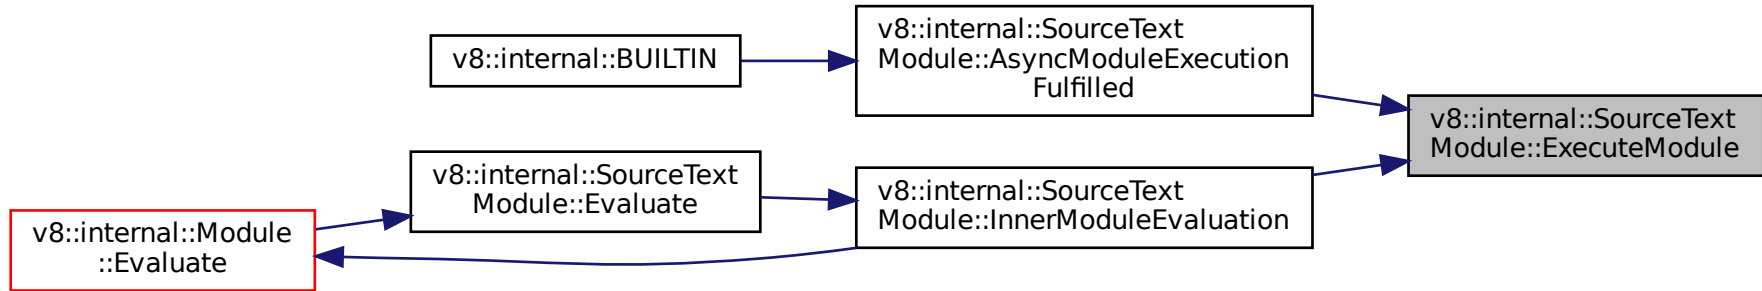 v8::internal::BUILTIN
v8::internal::SourceText
Module::AsyncModuleExecution
Fulfilled
v8::internal::SourceText
Module::ExecuteModule
v8::internal::SourceText
Module::Evaluate
v8::internal::SourceText
Module::InnerModuleEvaluation
v8::internal::Module
::Evaluate